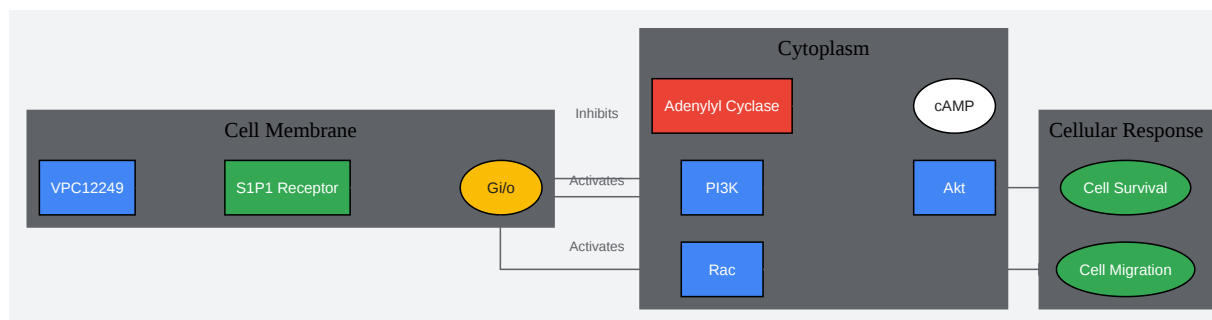 Cytoplasm
Adenylyl Cyclase
cAMP
Inhibits
Cell Membrane
Cellular Response
VPC12249
S1P1 Receptor
Gi/o
Activates
PI3K
Akt
Cell Survival
Activates
Rac
Cell Migration